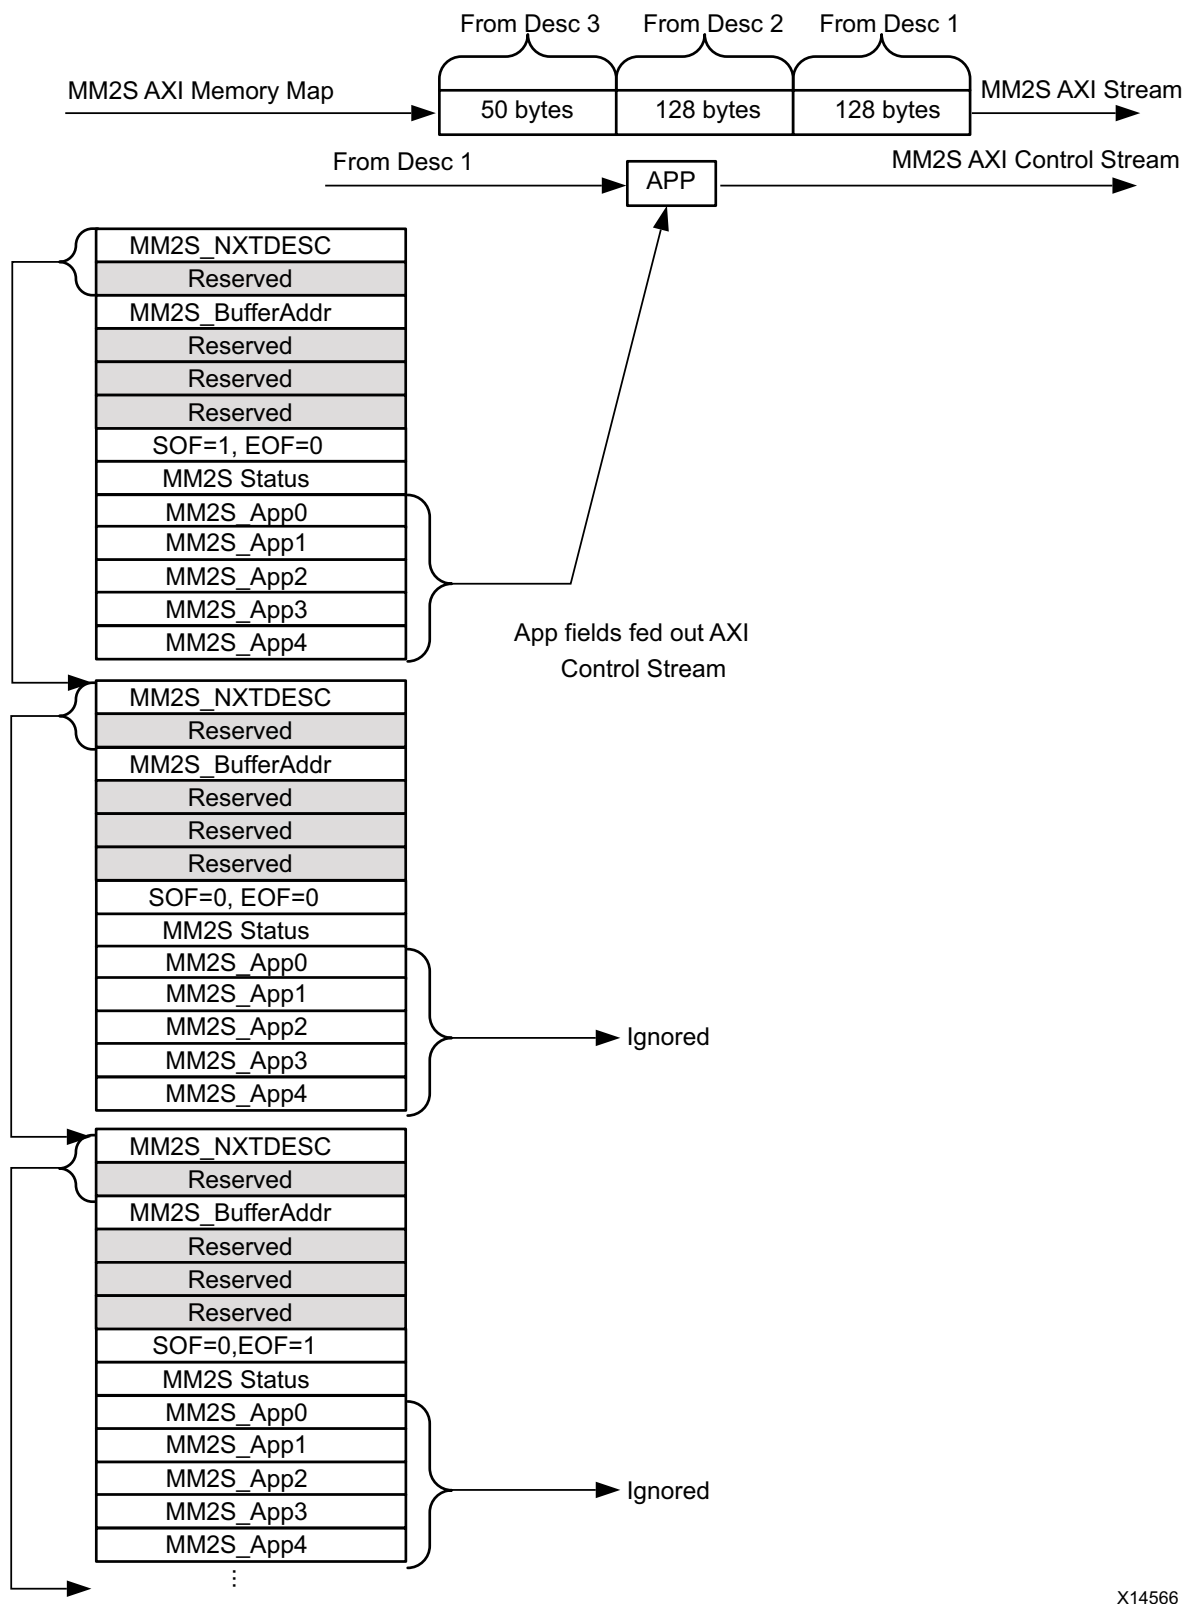 From Desc 3 From Desc 2 From Desc 1
MM2S AXI Memory Map 50 bytes 128 bytes 128 bytes MM2S AXI Stream
From Desc 1 APP MM2S AXI Control Stream
MM2S_NXTDESC
Reserved
MM2S_BufferAddr
Reserved
Reserved
Reserved
SOF=1, EOF=0
MM2S Status
MM2S_App0
MM2S_App1
MM2S_App2
MM2S_App3
MM2S_App4
App fields fed out AXI
Control Stream
MM2S_NXTDESC
Reserved
MM2S_BufferAddr
Reserved
Reserved
Reserved
SOF=0, EOF=0
MM2S Status
MM2S_App0
MM2S_App1
MM2S_App2
MM2S_App3
MM2S_App4
Ignored
MM2S_NXTDESC
Reserved
MM2S_BufferAddr
Reserved
Reserved
Reserved
SOF=0,EOF=1
MM2S Status
MM2S_App0
MM2S_App1
MM2S_App2
MM2S_App3
MM2S_App4
Ignored
...
X14566